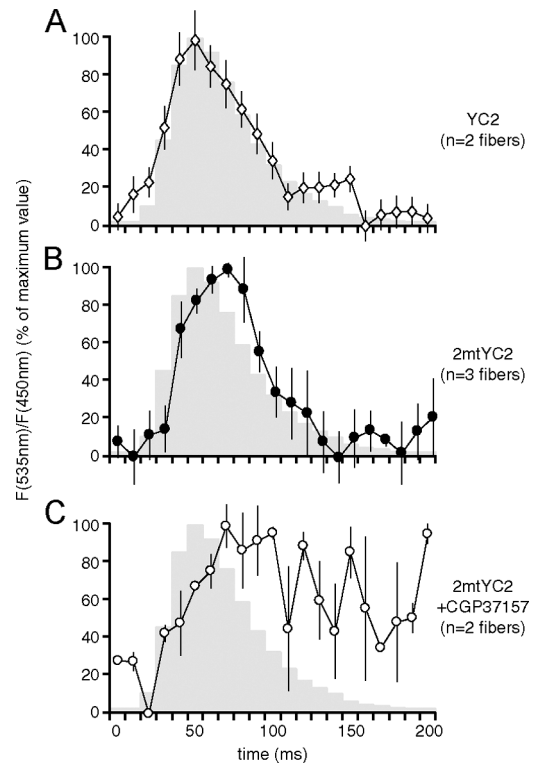 A
100
80
60
40
20
0
YC2
(n=2 fibers)
B
100
80
60
40
20
0
2mtYC2
(n=3 fibers)
C
100
80
60
40
20
0
2mtYC2
+CGP37157
(n=2 fibers)
F(535nm)/F(450nm) (% of maximum value)
0 50 100 150 200
time (ms)